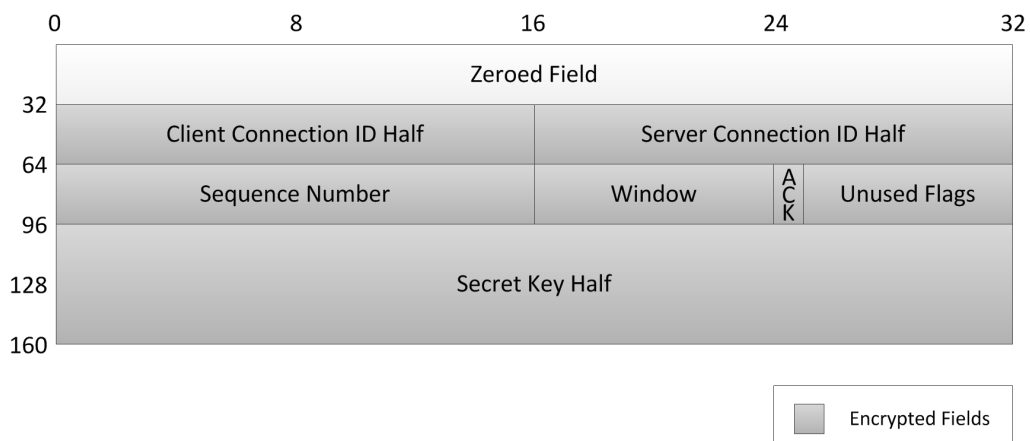 0 8 16 24 32
Zeroed Field
32
Client Connection ID Half Server Connection ID Half
64
Sequence Number Window ACK Unused Flags
96
128 Secret Key Half
160
Encrypted Fields